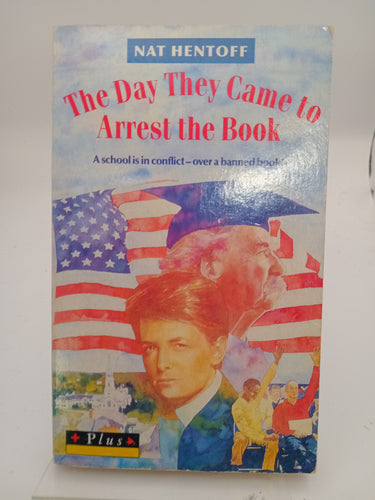 NAT HENTOFF
The Day They Came to
Arrest the Book
A school is in conflict – over a banned book!
Plus